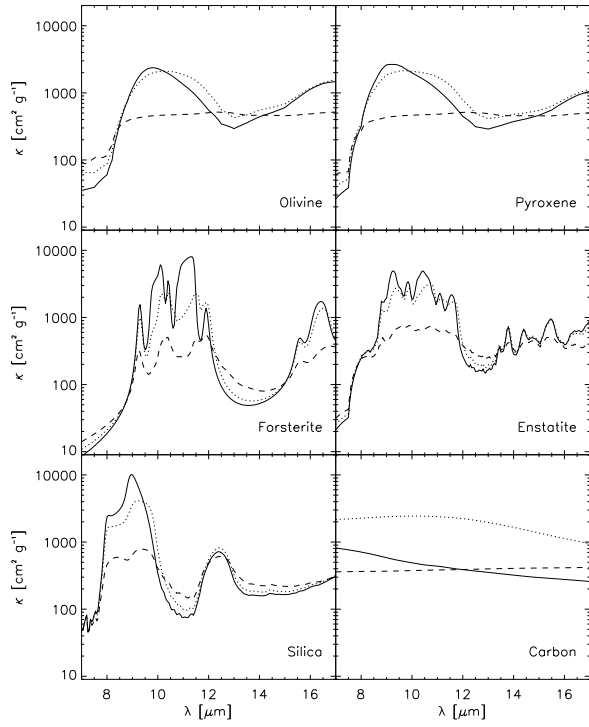 10000
1000
100
10
κ [cm² g⁻¹]
Olivine
Pyroxene
10000
1000
100
10
κ [cm² g⁻¹]
Forsterite
Enstatite
10000
1000
100
10
κ [cm² g⁻¹]
Silica
Carbon
8 10 12 14 16
8 10 12 14 16
λ [μm]
λ [μm]